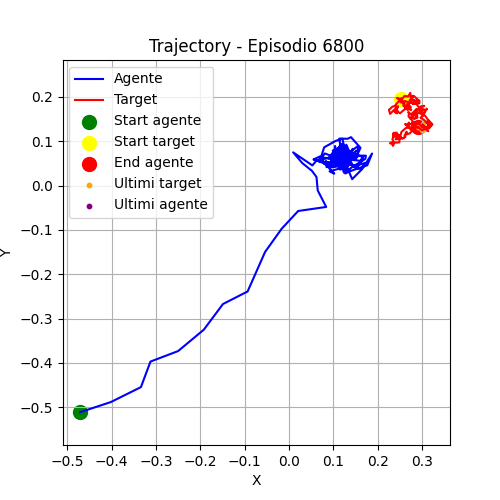 Trajectory - Episodio 6800
Agente
Target
Start agente
Start target
End agente
Ultimi target
Ultimi agente
0.2
0.1
0.0
−0.1
−0.2
−0.3
−0.4
−0.5
Y
−0.5 −0.4 −0.3 −0.2 −0.1 0.0 0.1 0.2 0.3
X